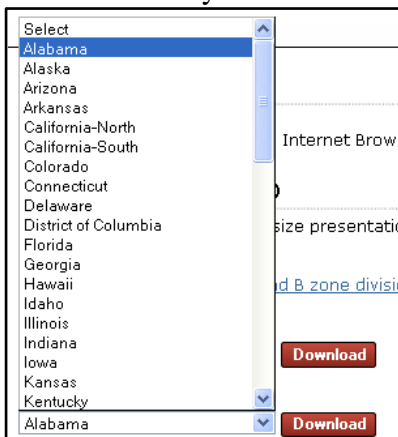 Select
Alabama
Alaska
Arizona
Arkansas
California-North
California-South
Colorado
Connecticut
Delaware
District of Columbia
Florida
Georgia
Hawaii
Idaho
Illinois
Indiana
Iowa
Kansas
Kentucky
Alabama
Internet Brow
size presentatio
nd B zone divisi
Download
Download